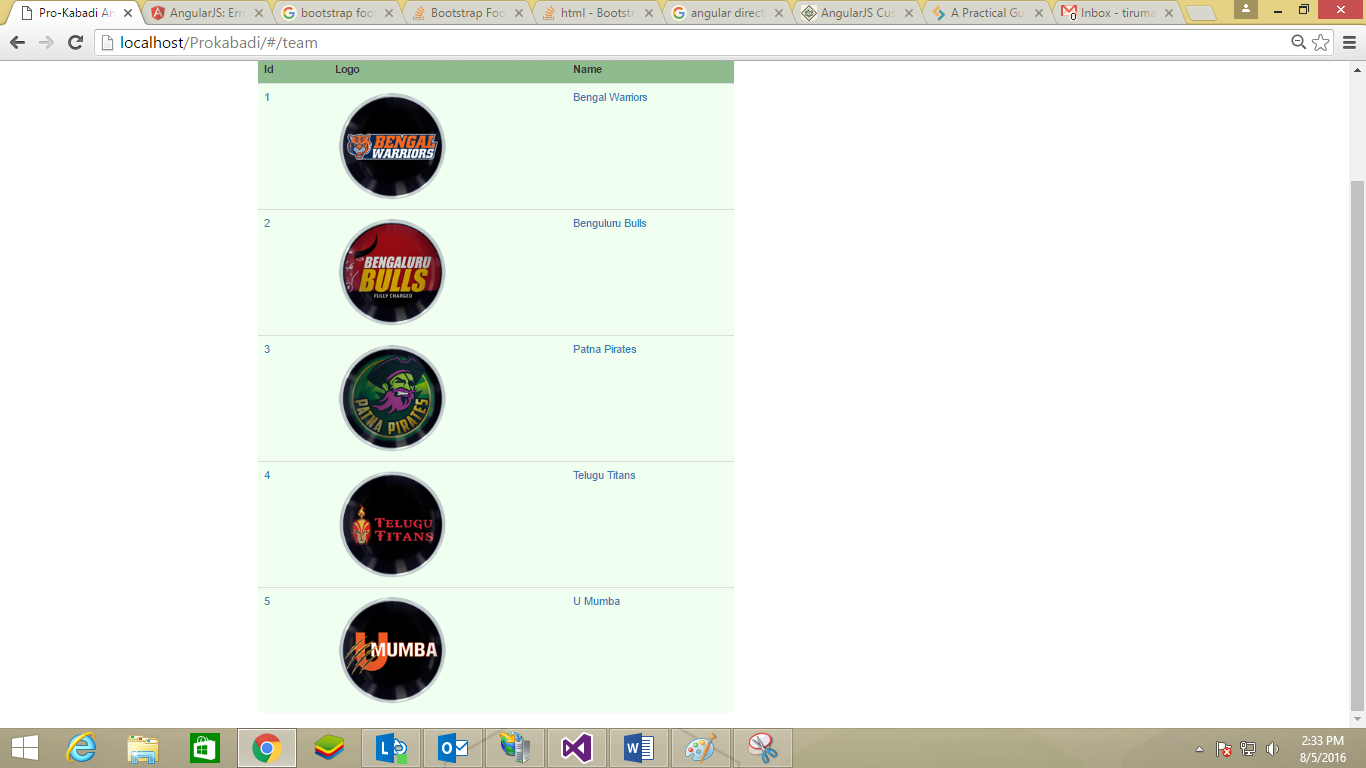 Pro-Kabadi An
AngularJS: Erro
bootstrap foo
Bootstrap Foo
html - Bootstr
angular direct
AngularJS Cus
A Practical Gu
Inbox - tiruma
localhost/Prokabadi/#/team
Id Logo Name
1 Bengal Warriors
BENGAL
WARRIORS
2 Benguluru Bulls
BENGALURU
BULLS
FULLY CHARGED
3 Patna Pirates
PATNA PIRATES
4 Telugu Titans
TELUGU
TITANS
5 U Mumba
U MUMBA
2:33 PM
8/5/2016